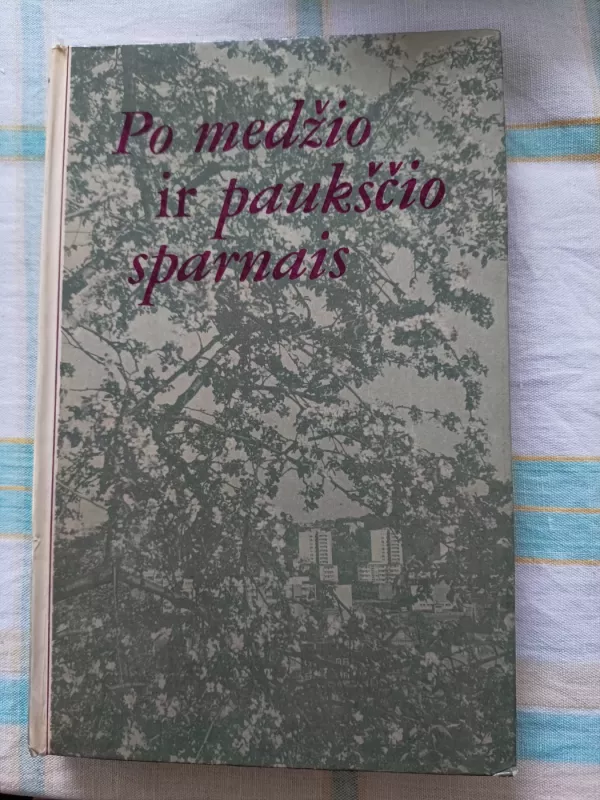 Po medžio
ir paukščio
sparnais